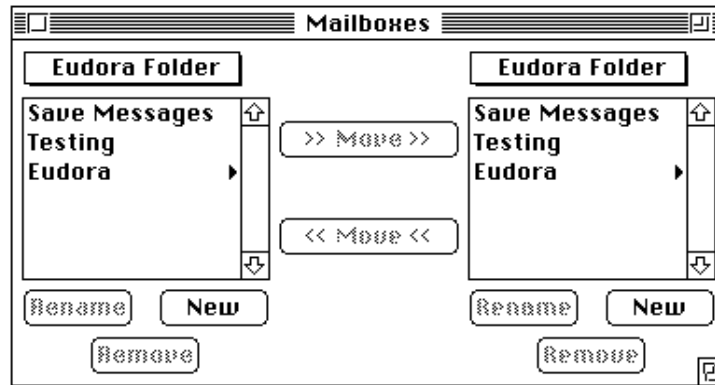 Mailboxes
Eudora Folder
Eudora Folder
Save Messages
Testing
Eudora
Save Messages
Testing
Eudora
>> Move >>
<< Move <<
Rename
New
Rename
New
Remove
Remove